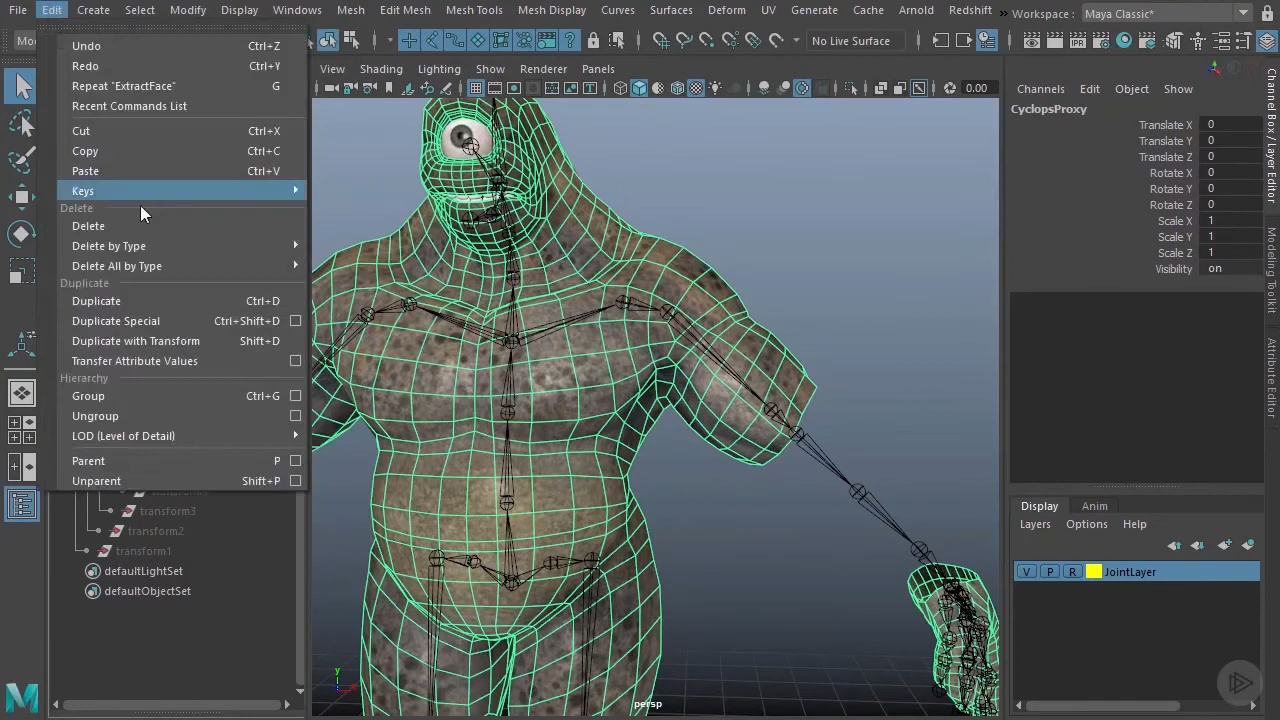 File Edit Create Select Modify Display Windows Mesh Edit Mesh Mesh Tools Mesh Display Curves Surfaces Deform UV Generate Cache Arnold Redshift » Workspace : Maya Classic*
No Live Surface
IPR
View Shading Lighting Show Renderer Panels
0.00
Undo Ctrl+Z
Redo Ctrl+Y
Repeat "ExtractFace" G
Recent Commands List
Cut Ctrl+X
Copy Ctrl+C
Paste Ctrl+V
Keys
Delete
Delete
Delete by Type
Delete All by Type
Duplicate
Duplicate Ctrl+D
Duplicate Special Ctrl+Shift+D
Duplicate with Transform Shift+D
Transfer Attribute Values
Hierarchy
Group Ctrl+G
Ungroup
LOD (Level of Detail)
Parent P
Unparent Shift+P
transform3
transform2
transform1
defaultLightSet
defaultObjectSet
y
persp
Channels Edit Object Show
CyclopsProxy
Translate X 0
Translate Y 0
Translate Z 0
Rotate X 0
Rotate Y 0
Rotate Z 0
Scale X 1
Scale Y 1
Scale Z 1
Visibility on
Display Anim
Layers Options Help
V P R JointLayer
Channel Box / Layer Editor
Modeling Toolkit
Attribute Editor
M